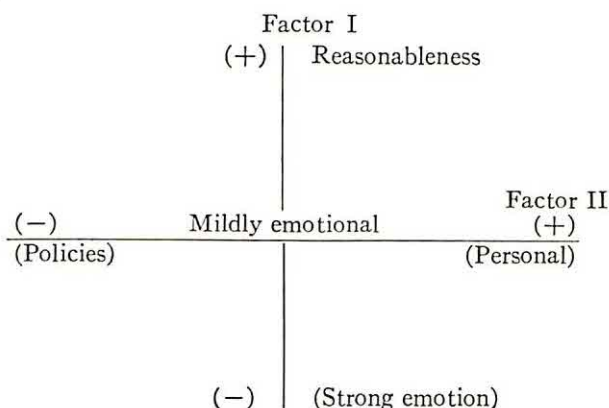 Factor I
(+) Reasonableness
Factor II
(−) Mildly emotional (+)
(Policies) (Personal)
(−) (Strong emotion)